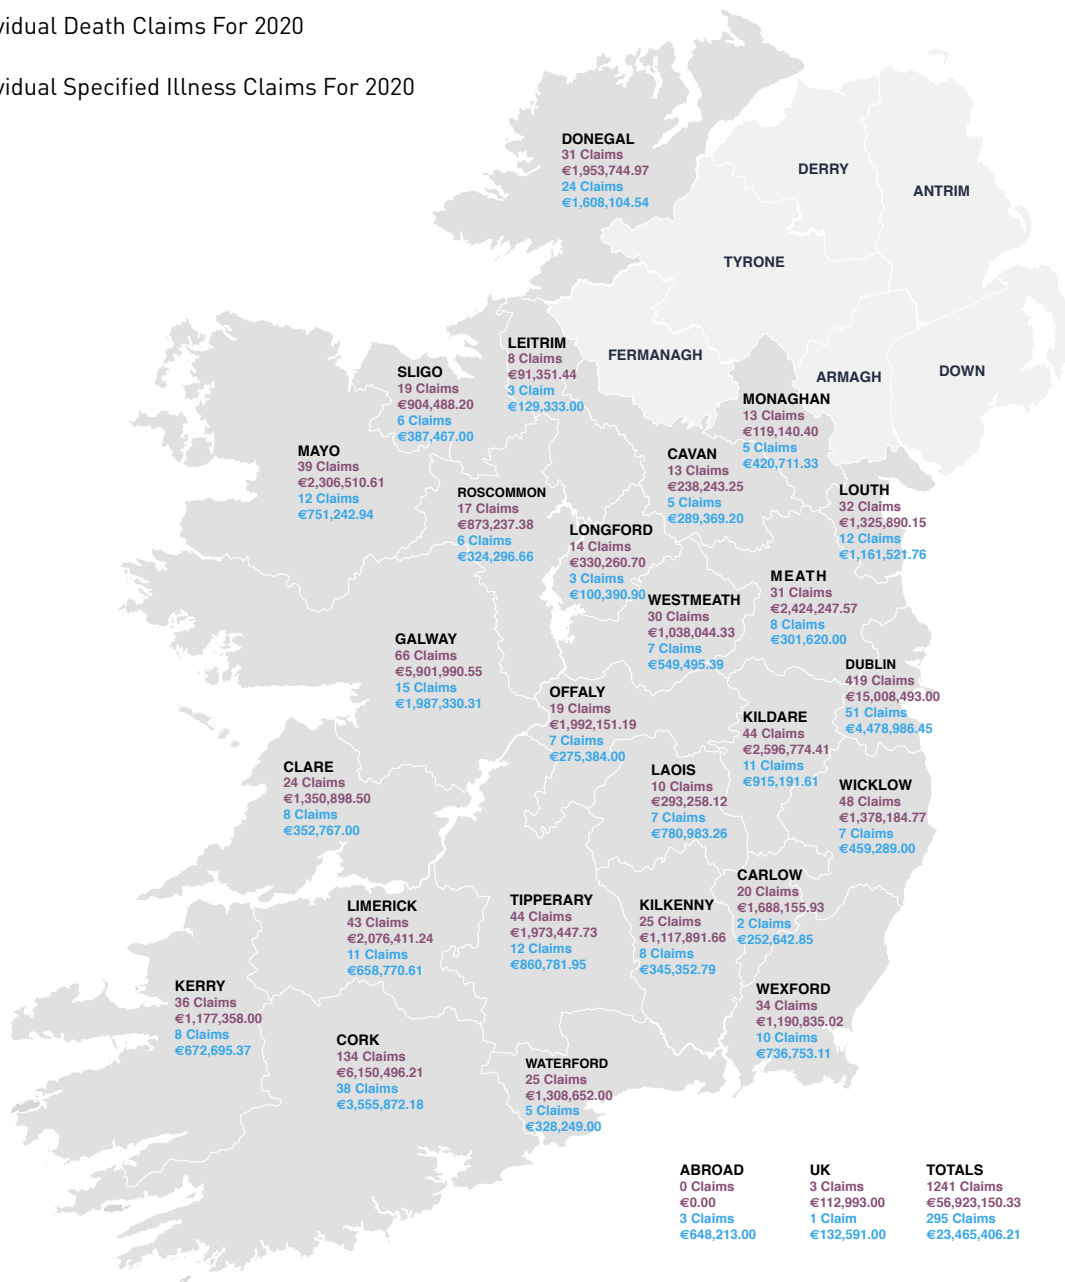 vidual Death Claims For 2020
vidual Specified Illness Claims For 2020
DONEGAL
31 Claims
€1,953,744.97
24 Claims
€1,608,104.54
DERRY
ANTRIM
TYRONE
FERMANAGH
ARMAGH
DOWN
LEITRIM
8 Claims
€91,351.44
3 Claim
€129,333.00
SLIGO
19 Claims
€904,488.20
6 Claims
€387,467.00
MONAGHAN
13 Claims
€119,140.40
5 Claims
€420,711.33
MAYO
39 Claims
€2,306,510.61
12 Claims
€751,242.94
CAVAN
13 Claims
€238,243.25
5 Claims
€289,369.20
ROSCOMMON
17 Claims
€873,237.38
6 Claims
€324,296.66
LOUTH
32 Claims
€1,325,890.15
12 Claims
€1,161,521.76
LONGFORD
14 Claims
€330,260.70
3 Claims
€100,390.90
MEATH
31 Claims
€2,424,247.57
8 Claims
€301,620.00
WESTMEATH
30 Claims
€1,038,044.33
7 Claims
€549,495.39
GALWAY
66 Claims
€5,901,990.55
15 Claims
€1,987,330.31
DUBLIN
419 Claims
€15,008,493.00
51 Claims
€4,478,986.45
OFFALY
19 Claims
€1,992,151.19
7 Claims
€275,384.00
KILDARE
44 Claims
€2,596,774.41
11 Claims
€915,191.61
CLARE
24 Claims
€1,350,898.50
8 Claims
€352,767.00
LAOIS
10 Claims
€293,258.12
7 Claims
€780,983.26
WICKLOW
48 Claims
€1,378,184.77
7 Claims
€459,289.00
CARLOW
20 Claims
€1,688,155.93
2 Claims
€252,642.85
LIMERICK
43 Claims
€2,076,411.24
11 Claims
€658,770.61
TIPPERARY
44 Claims
€1,973,447.73
12 Claims
€860,781.95
KILKENNY
25 Claims
€1,117,891.66
8 Claims
€345,352.79
KERRY
36 Claims
€1,177,358.00
8 Claims
€672,695.37
WEXFORD
34 Claims
€1,190,835.02
10 Claims
€736,753.11
CORK
134 Claims
€6,150,496.21
38 Claims
€3,555,872.18
WATERFORD
25 Claims
€1,308,652.00
5 Claims
€328,249.00
ABROAD
0 Claims
€0.00
3 Claims
€648,213.00
UK
3 Claims
€112,993.00
1 Claim
€132,591.00
TOTALS
1241 Claims
€56,923,150.33
295 Claims
€23,465,406.21